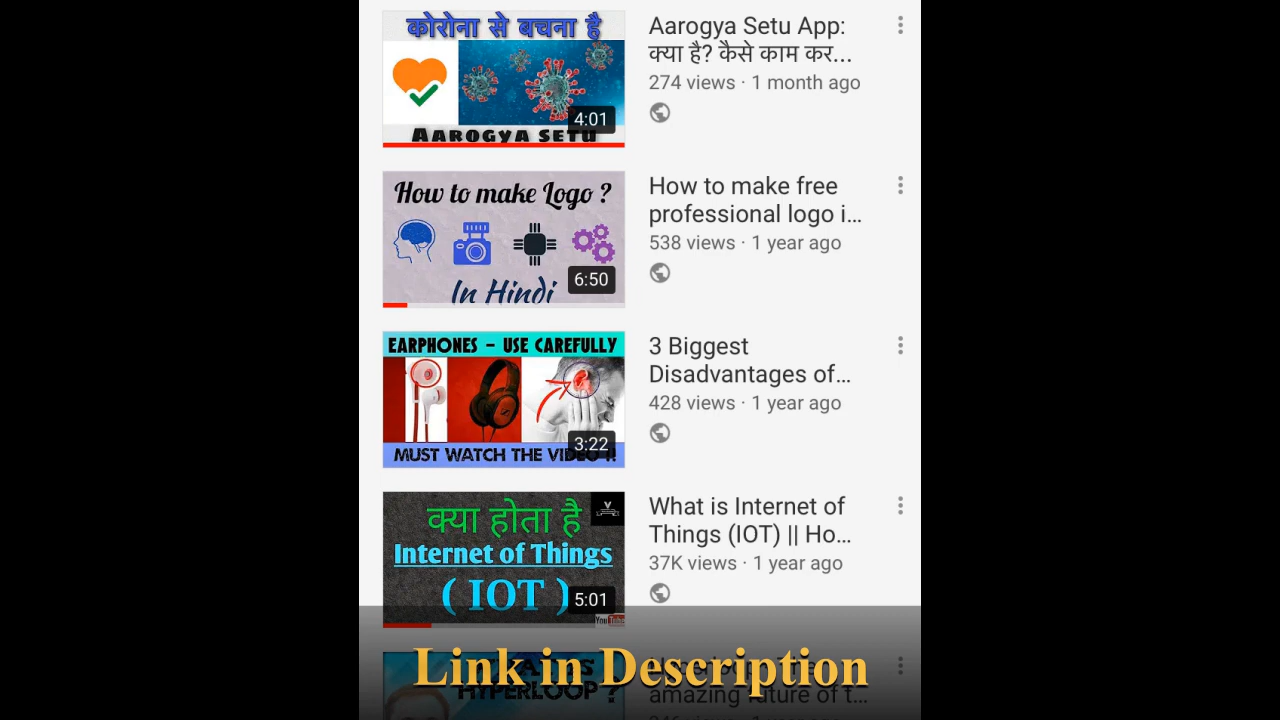 कोरोना से बचना है
4:01
AAROGYA SETU
Aarogya Setu App:
क्या है? कैसे काम कर...
274 views · 1 month ago
How to make Logo ?
6:50
In Hindi
How to make free
professional logo i...
538 views · 1 year ago
EARPHONES - USE CAREFULLY
3:22
MUST WATCH THE VIDEO !!
3 Biggest
Disadvantages of...
428 views · 1 year ago
क्या होता है
Internet of Things
( IOT )
5:01
YouTube
What is Internet of
Things (IOT) || Ho...
37K views · 1 year ago
Link in Description
HYPERLOOP ?
amazing future of t...